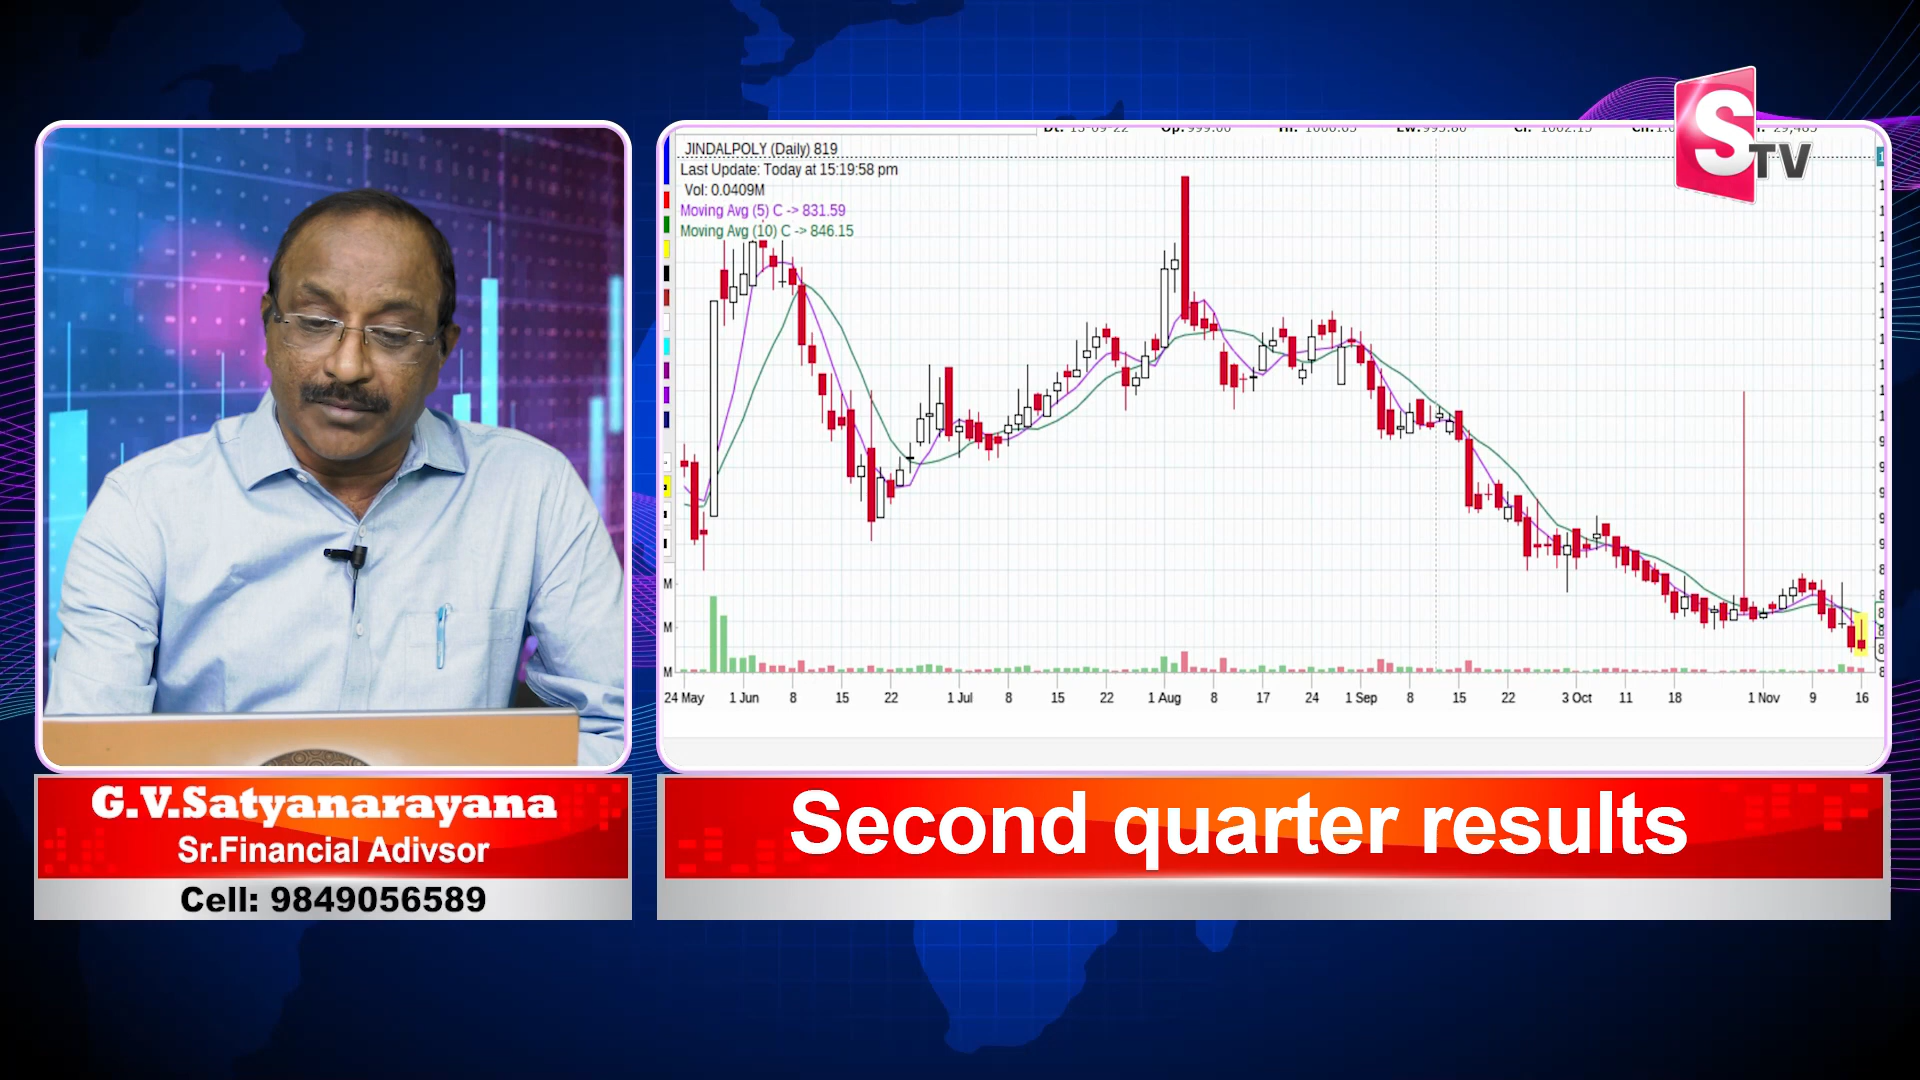 S TV
JINDALPOLY (Daily) 819
Last Update: Today at 15:19:58 pm
Vol: 0.0409M
Moving Avg (5) C -> 831.59
Moving Avg (10) C -> 846.15
M
M
M
24 May 1 Jun 8 15 22 1 Jul 8 15 22 1 Aug 8 17 24 1 Sep 8 15 22 3 Oct 11 18 1 Nov 9 16
G.V.Satyanarayana
Sr.Financial Adivsor
Cell: 9849056589
Second quarter results